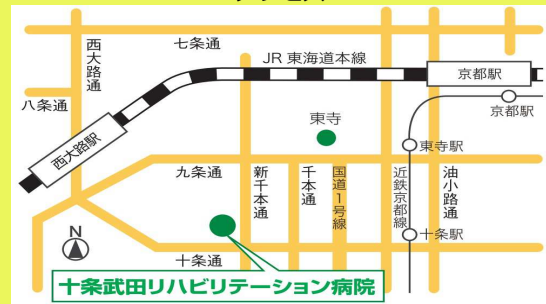 七条通
西大路通
JR 東海道本線
京都駅
八条通
京都駅
東寺
西大路駅
東寺駅
九条通
新千本通
千本通
国道1号線
近鉄京都線
油小路通
N
十条駅
十条通
十条武田リハビリテーション病院